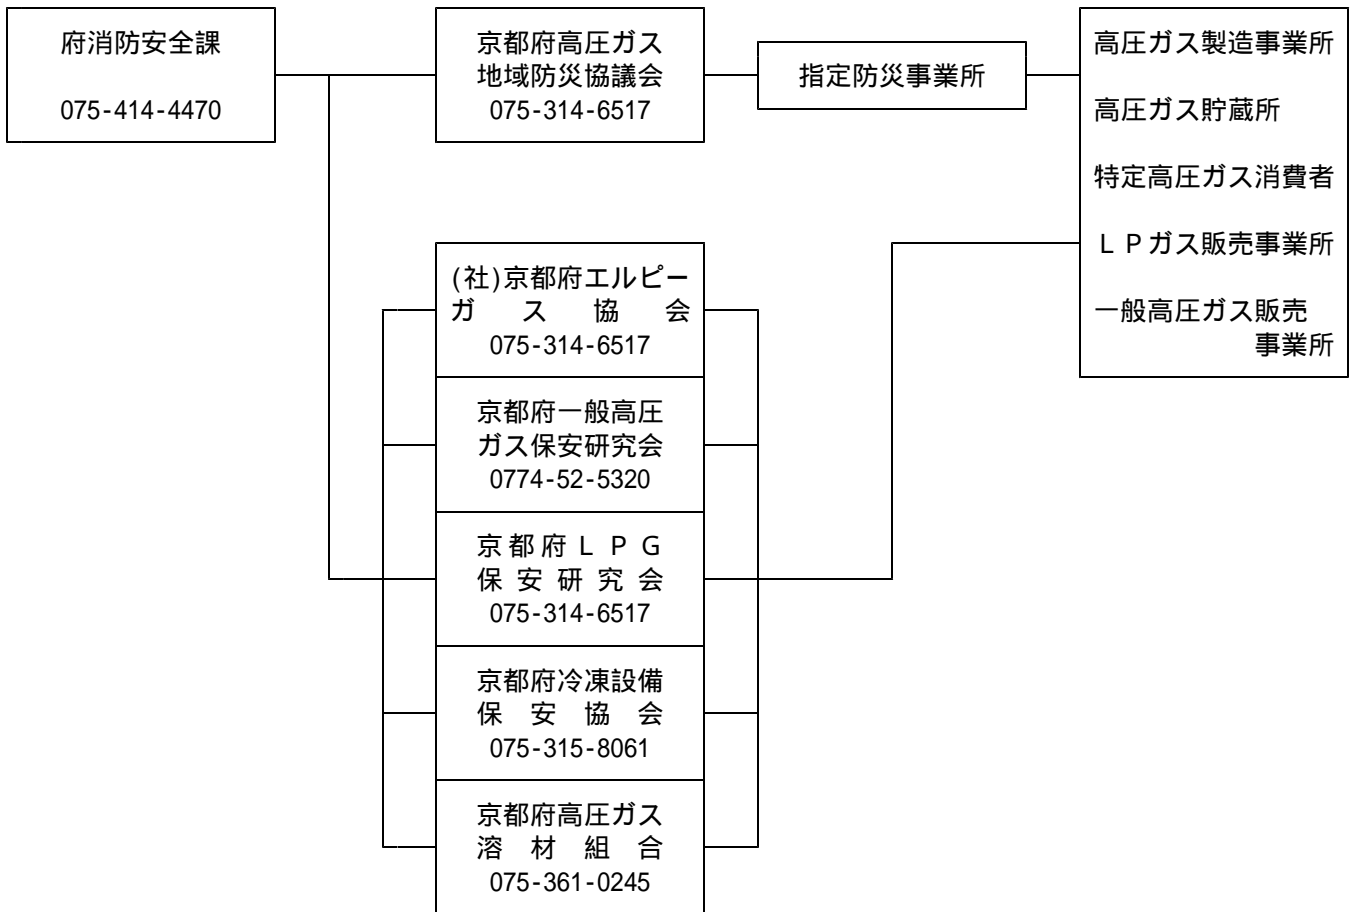 府消防安全課
075-414-4470
京都府高圧ガス
地域防災協議会
075-314-6517
指定防災事業所
高圧ガス製造事業所
高圧ガス貯蔵所
特定高圧ガス消費者
ＬＰガス販売事業所
一般高圧ガス販売
事業所
(社)京都府エルピー
ガス協会
075-314-6517
京都府一般高圧
ガス保安研究会
0774-52-5320
京都府ＬＰＧ
保安研究会
075-314-6517
京都府冷凍設備
保安協会
075-315-8061
京都府高圧ガス
溶材組合
075-361-0245